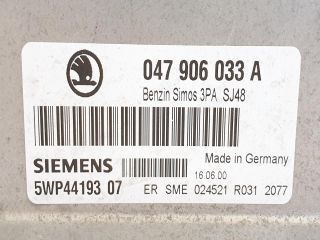 047 906 033 A
Benzin Simos 3PA SJ48
SIEMENS
Made in Germany
16.06.00
5WP44193 07
ER SME 024521 R031 2077